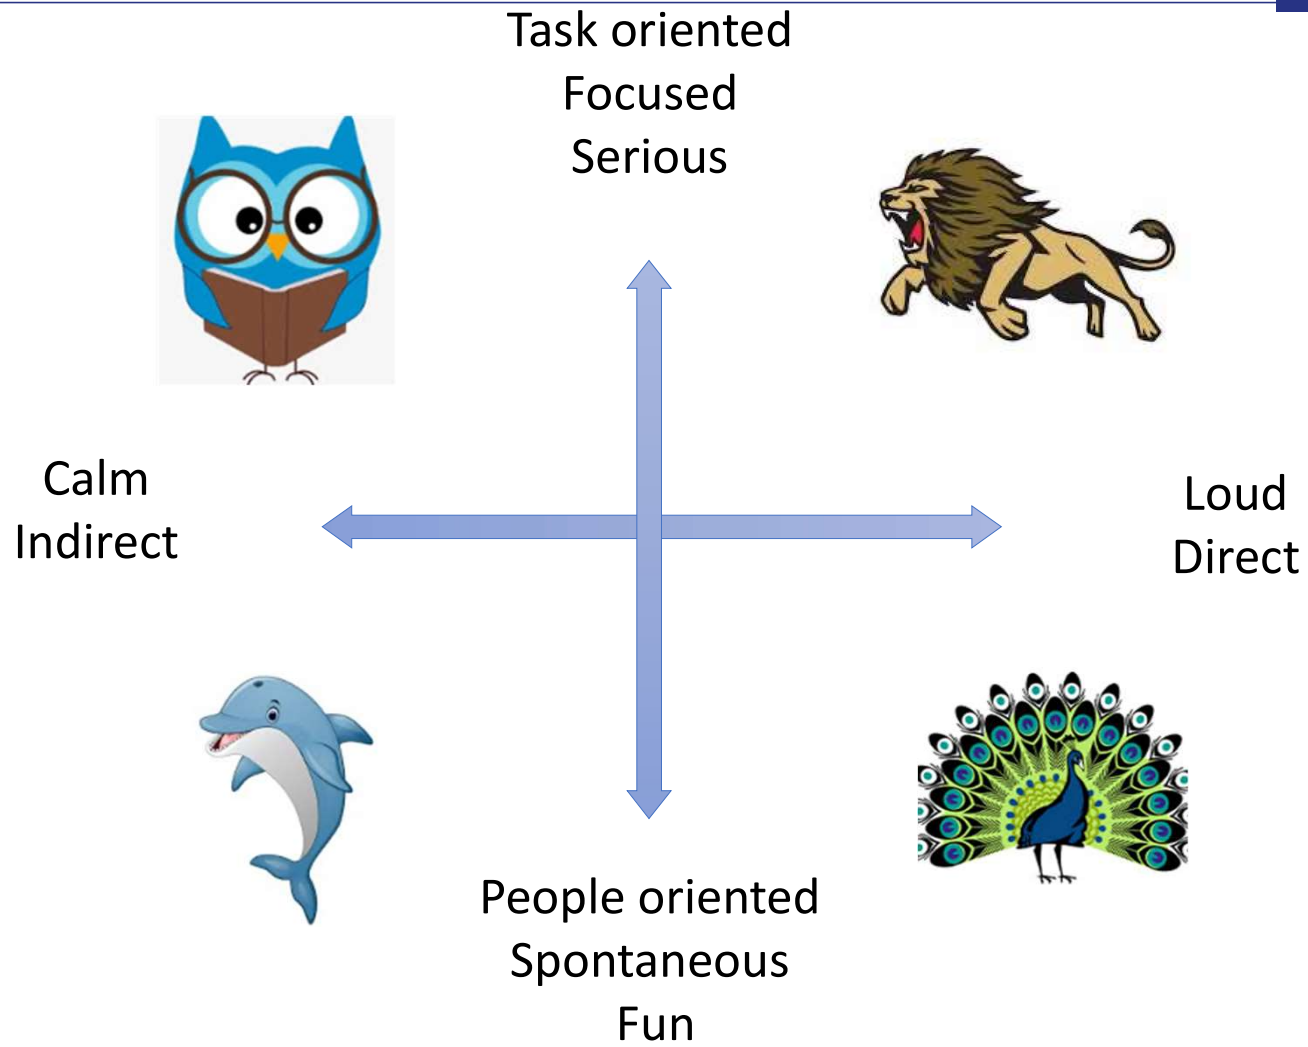 Task oriented
Focused
Serious
Calm
Indirect
Loud
Direct
People oriented
Spontaneous
Fun